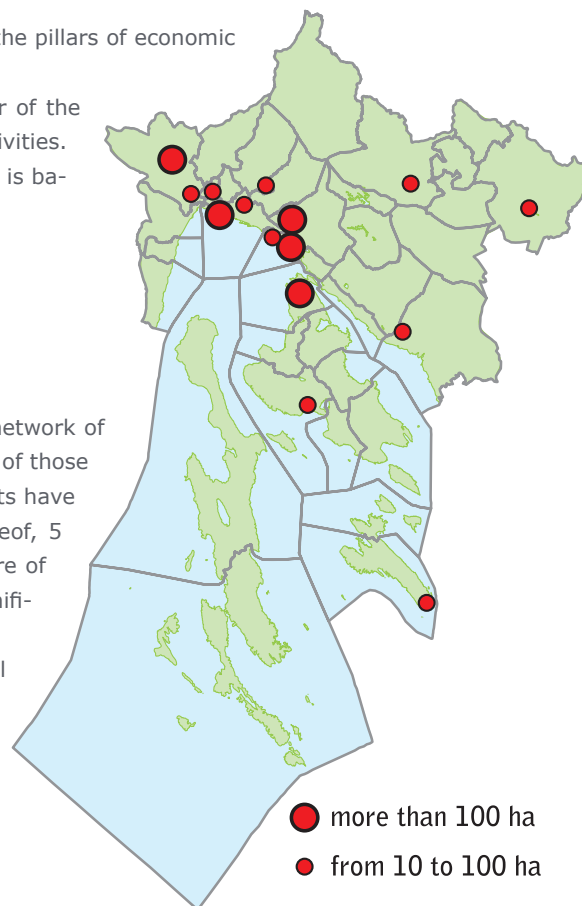 the pillars of economic
r of the
ivities.
is ba-
network of
of those
ts have
eof, 5
re of
nifi-
l
more than 100 ha
from 10 to 100 ha